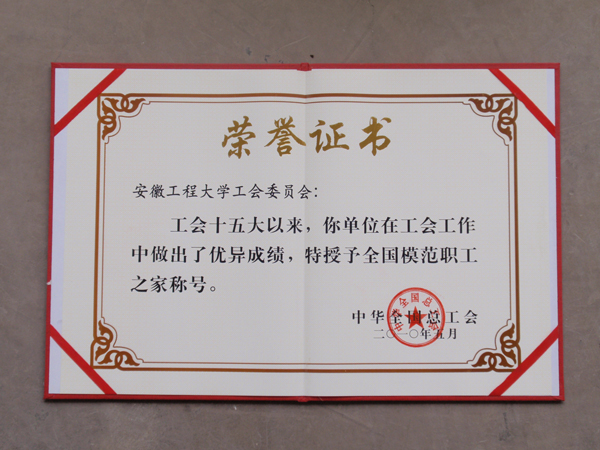 荣誉证书
安徽工程大学工会委员会：
工会十五大以来，你单位在工会工作
中做出了优异成绩，特授予全国模范职工
之家称号。
中华全国总工会
二〇一〇年五月